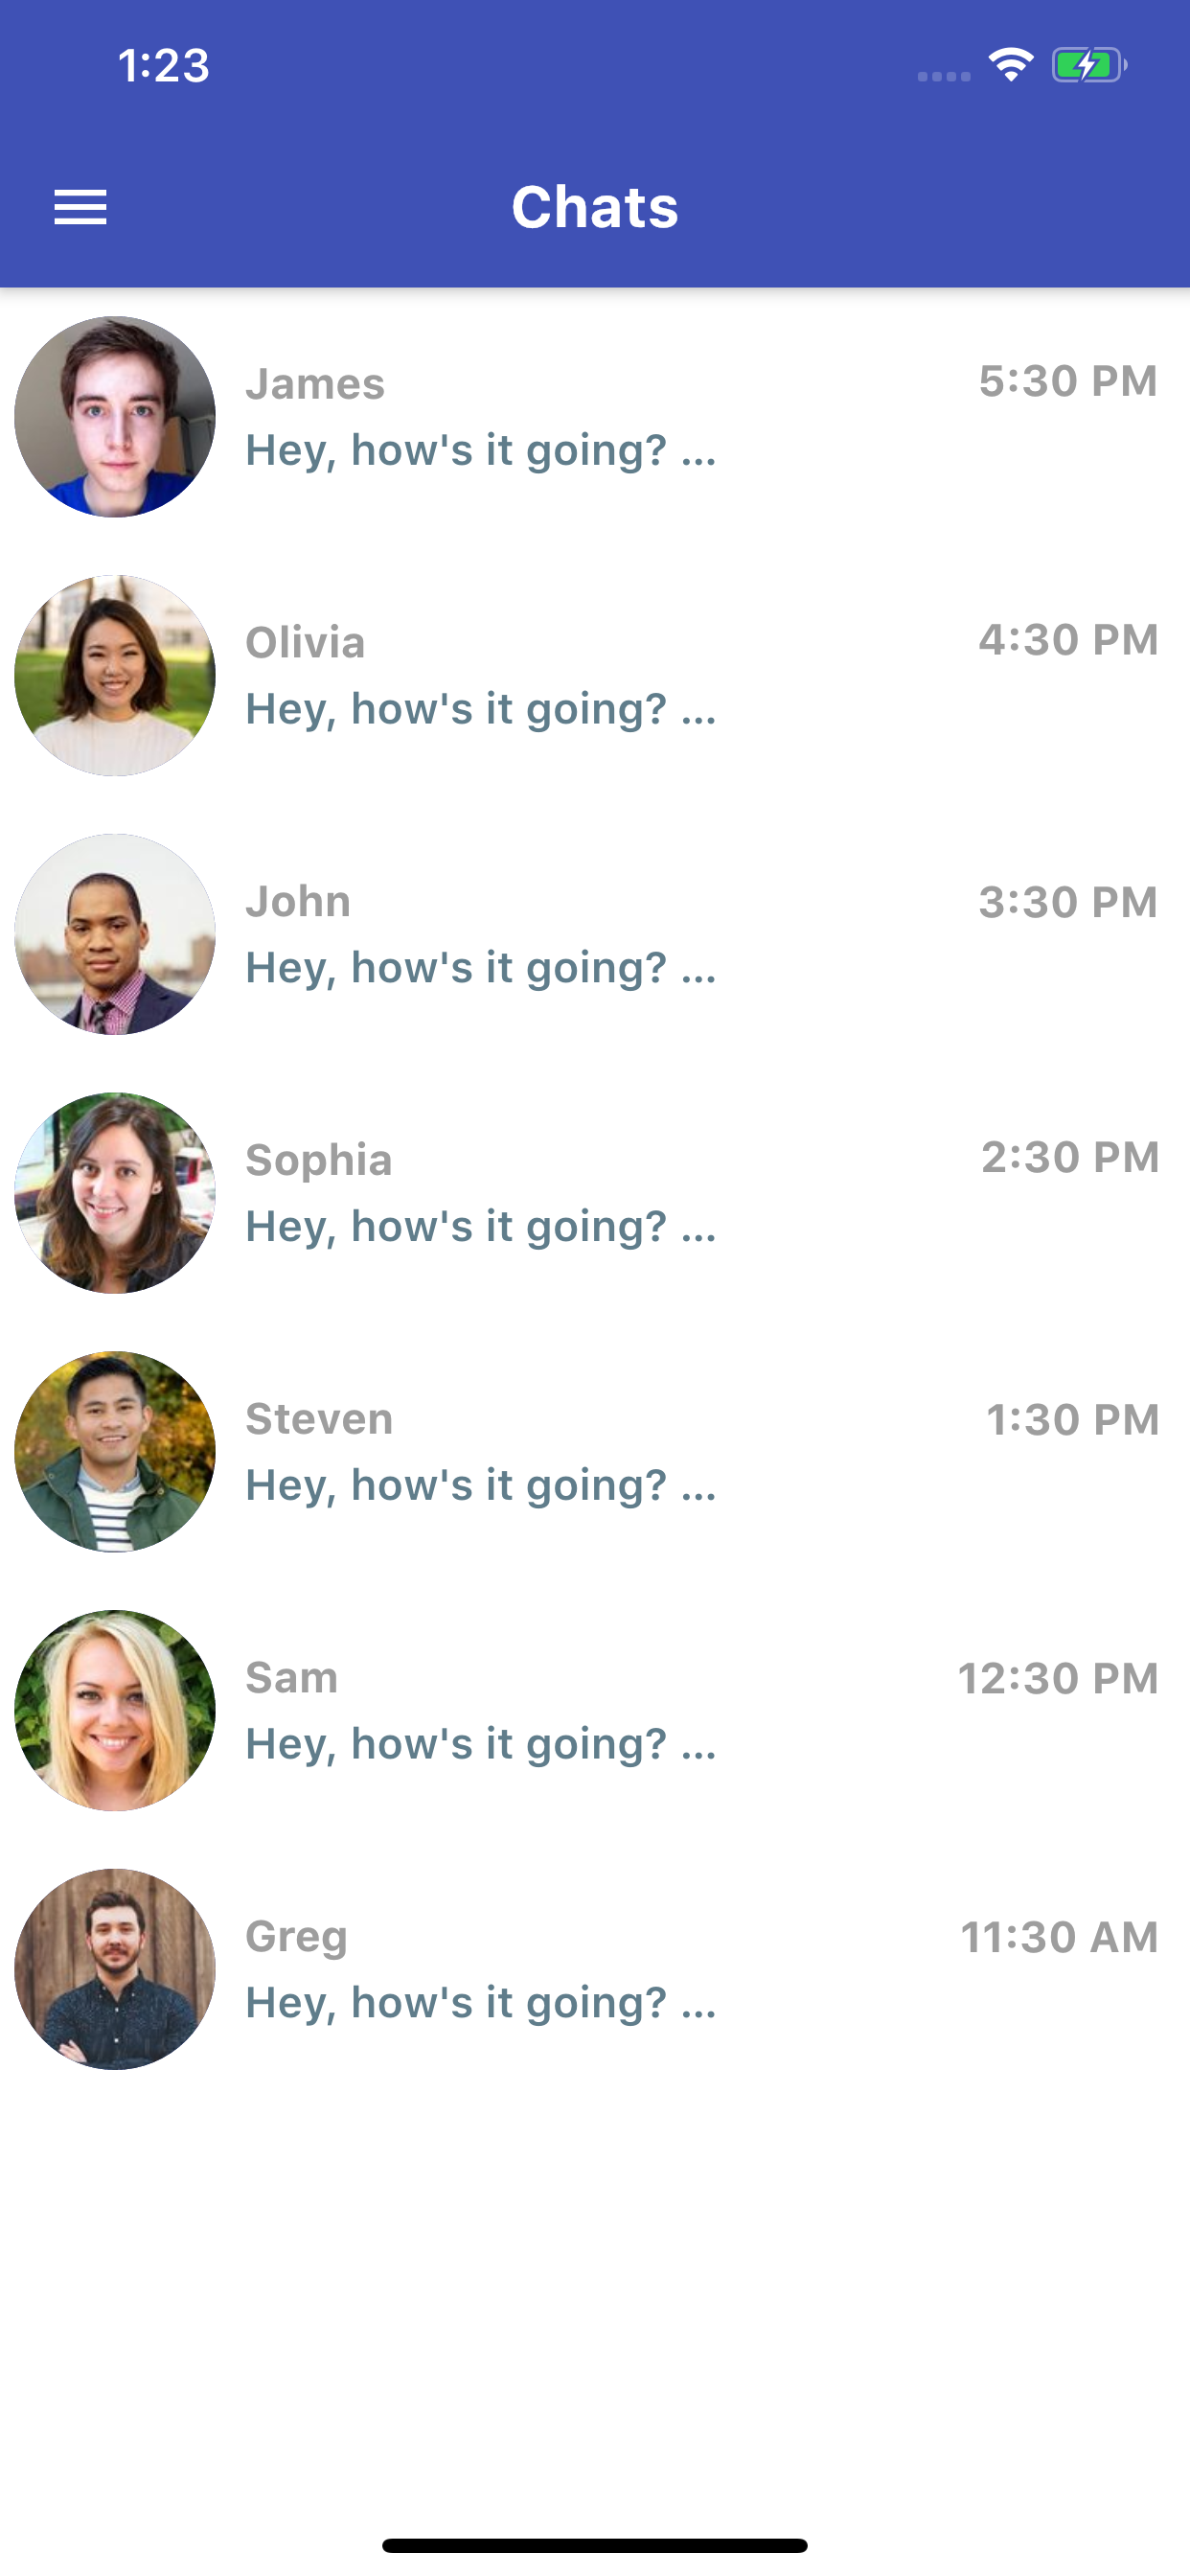 1:23
Chats
James
5:30 PM
Hey, how's it going? ...
Olivia
4:30 PM
Hey, how's it going? ...
John
3:30 PM
Hey, how's it going? ...
Sophia
2:30 PM
Hey, how's it going? ...
Steven
1:30 PM
Hey, how's it going? ...
Sam
12:30 PM
Hey, how's it going? ...
Greg
11:30 AM
Hey, how's it going? ...